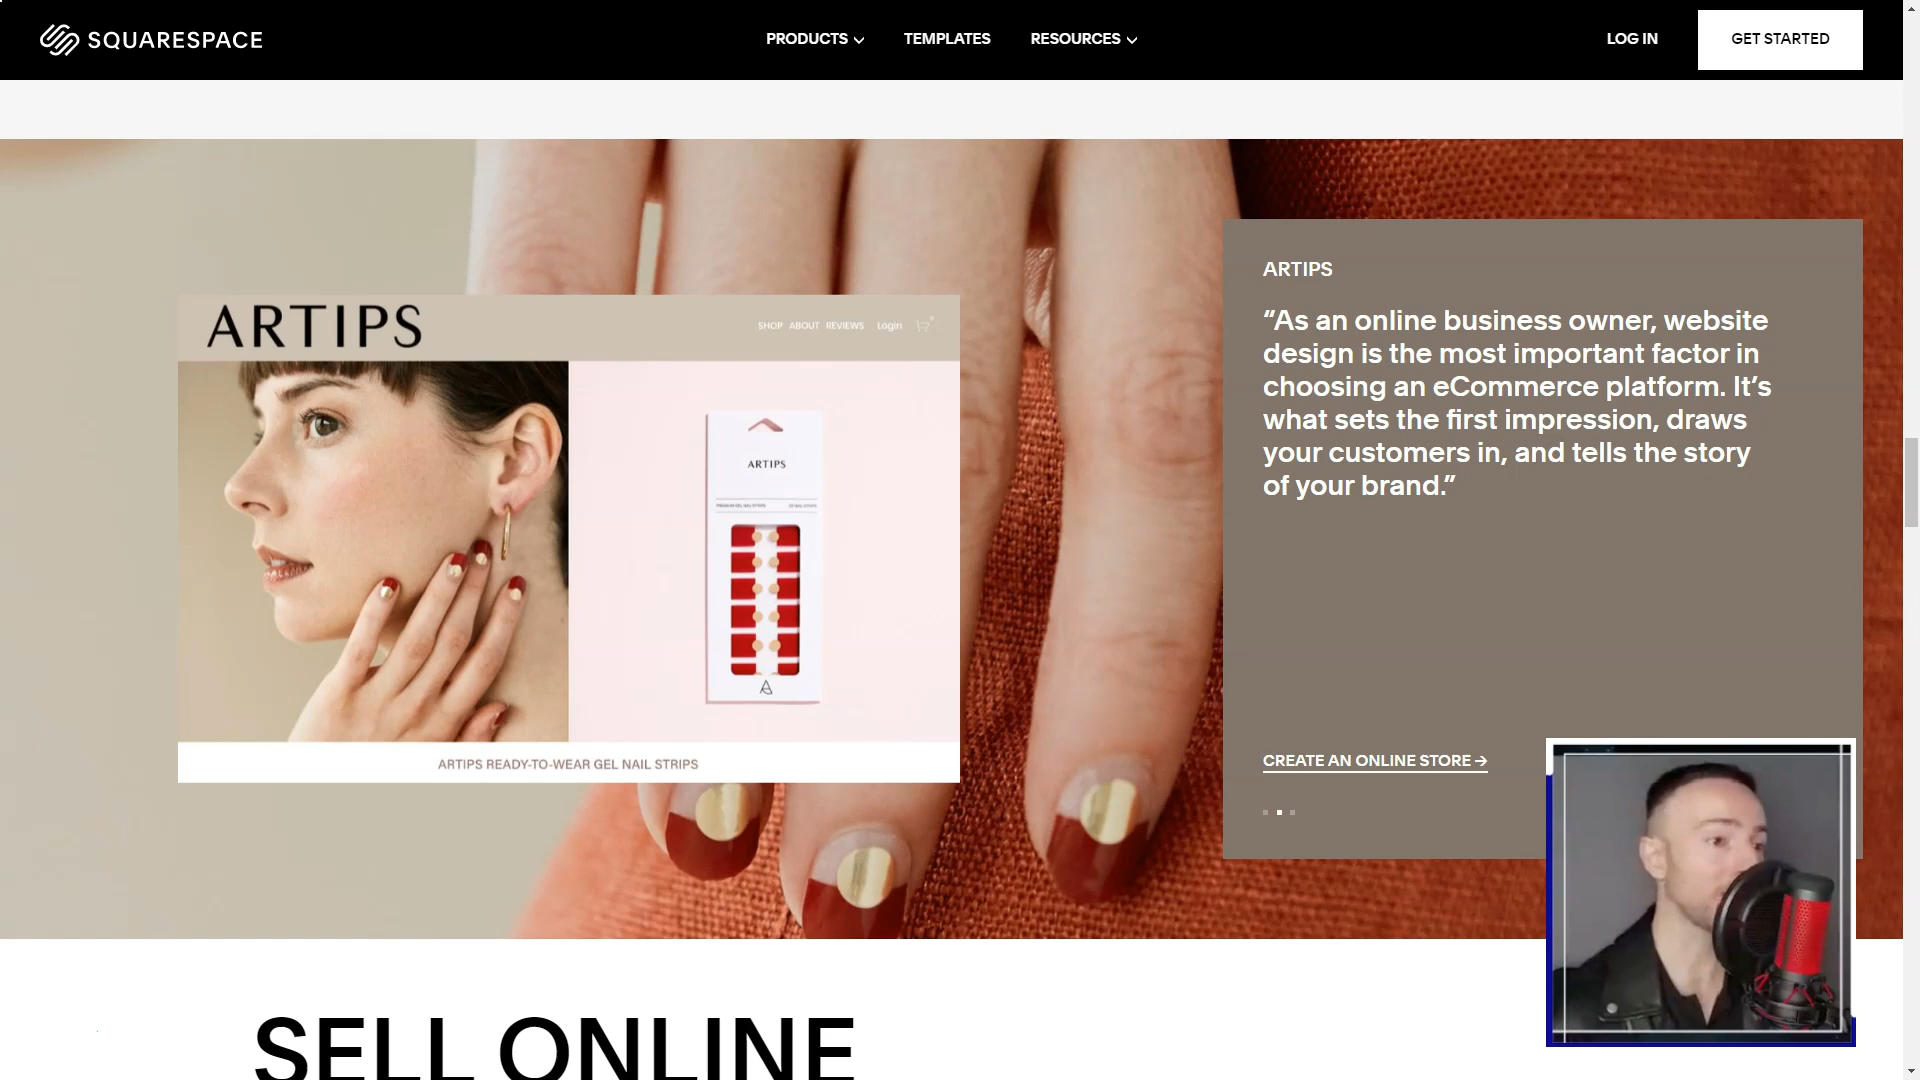 SQUARESPACE
PRODUCTS
TEMPLATES
RESOURCES
LOG IN
GET STARTED
ARTIPS
SHOP ABOUT REVIEWS Login
ARTIPS
ARTIPS READY-TO-WEAR GEL NAIL STRIPS
ARTIPS
“As an online business owner, website
design is the most important factor in
choosing an eCommerce platform. It’s
what sets the first impression, draws
your customers in, and tells the story
of your brand.”
CREATE AN ONLINE STORE →
SELL ONLINE